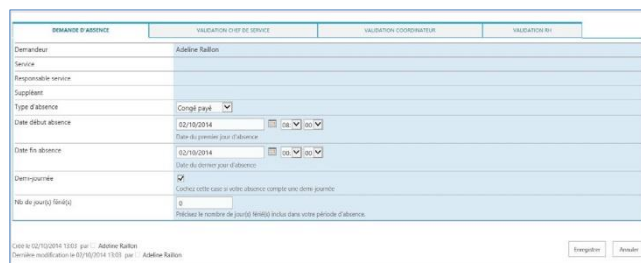 DEMANDE D'ABSENCE VALIDATION CHEF DE SERVICE VALIDATION COORDINATEUR VALIDATION RH
Demandeur Adeline Raillon
Service
Responsable service
Suppléant
Type d'absence Congé payé
Date début absence 02/10/2014 08: 00
Date du premier jour d'absence
Date fin absence 02/10/2014 00: 00
Date du dernier jour d'absence
Demi-journée
Cochez cette case si votre absence compte une demi-journée
Nb de jour(s) férié(s) 0
Précisez le nombre de jour(s) férié(s) inclus dans votre période d'absence.
Créé le 02/10/2014 13:03 par Adeline Raillon
Dernière modification le 02/10/2014 13:03 par Adeline Raillon
Enregistrer Annuler